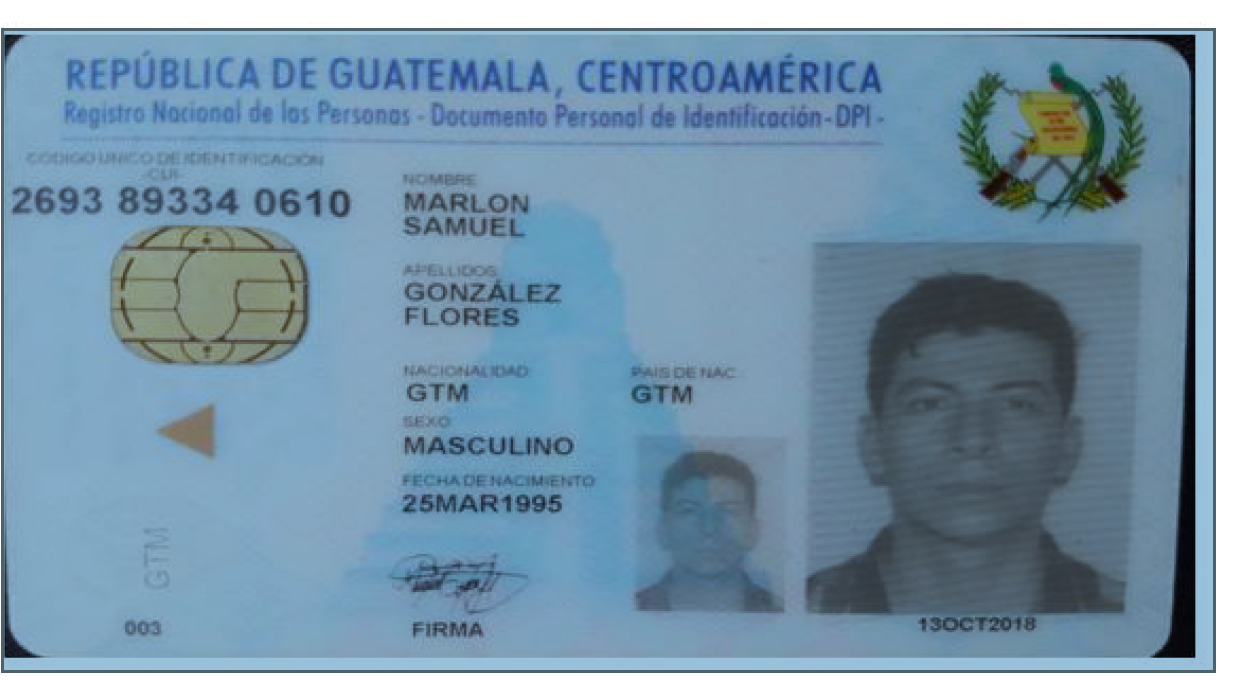 REPÚBLICA DE GUATEMALA, CENTROAMÉRICA
Registro Nacional de las Personas - Documento Personal de Identificación - DPI -
CÓDIGO UNICO DE IDENTIFICACIÓN
-CUI-
2693 89334 0610
NOMBRE
MARLON
SAMUEL
APELLIDOS
GONZÁLEZ
FLORES
NACIONALIDAD
GTM
PAIS DE NAC.
GTM
SEXO
MASCULINO
FECHA DE NACIMIENTO
25MAR1995
GTM
003
FIRMA
13OCT2018